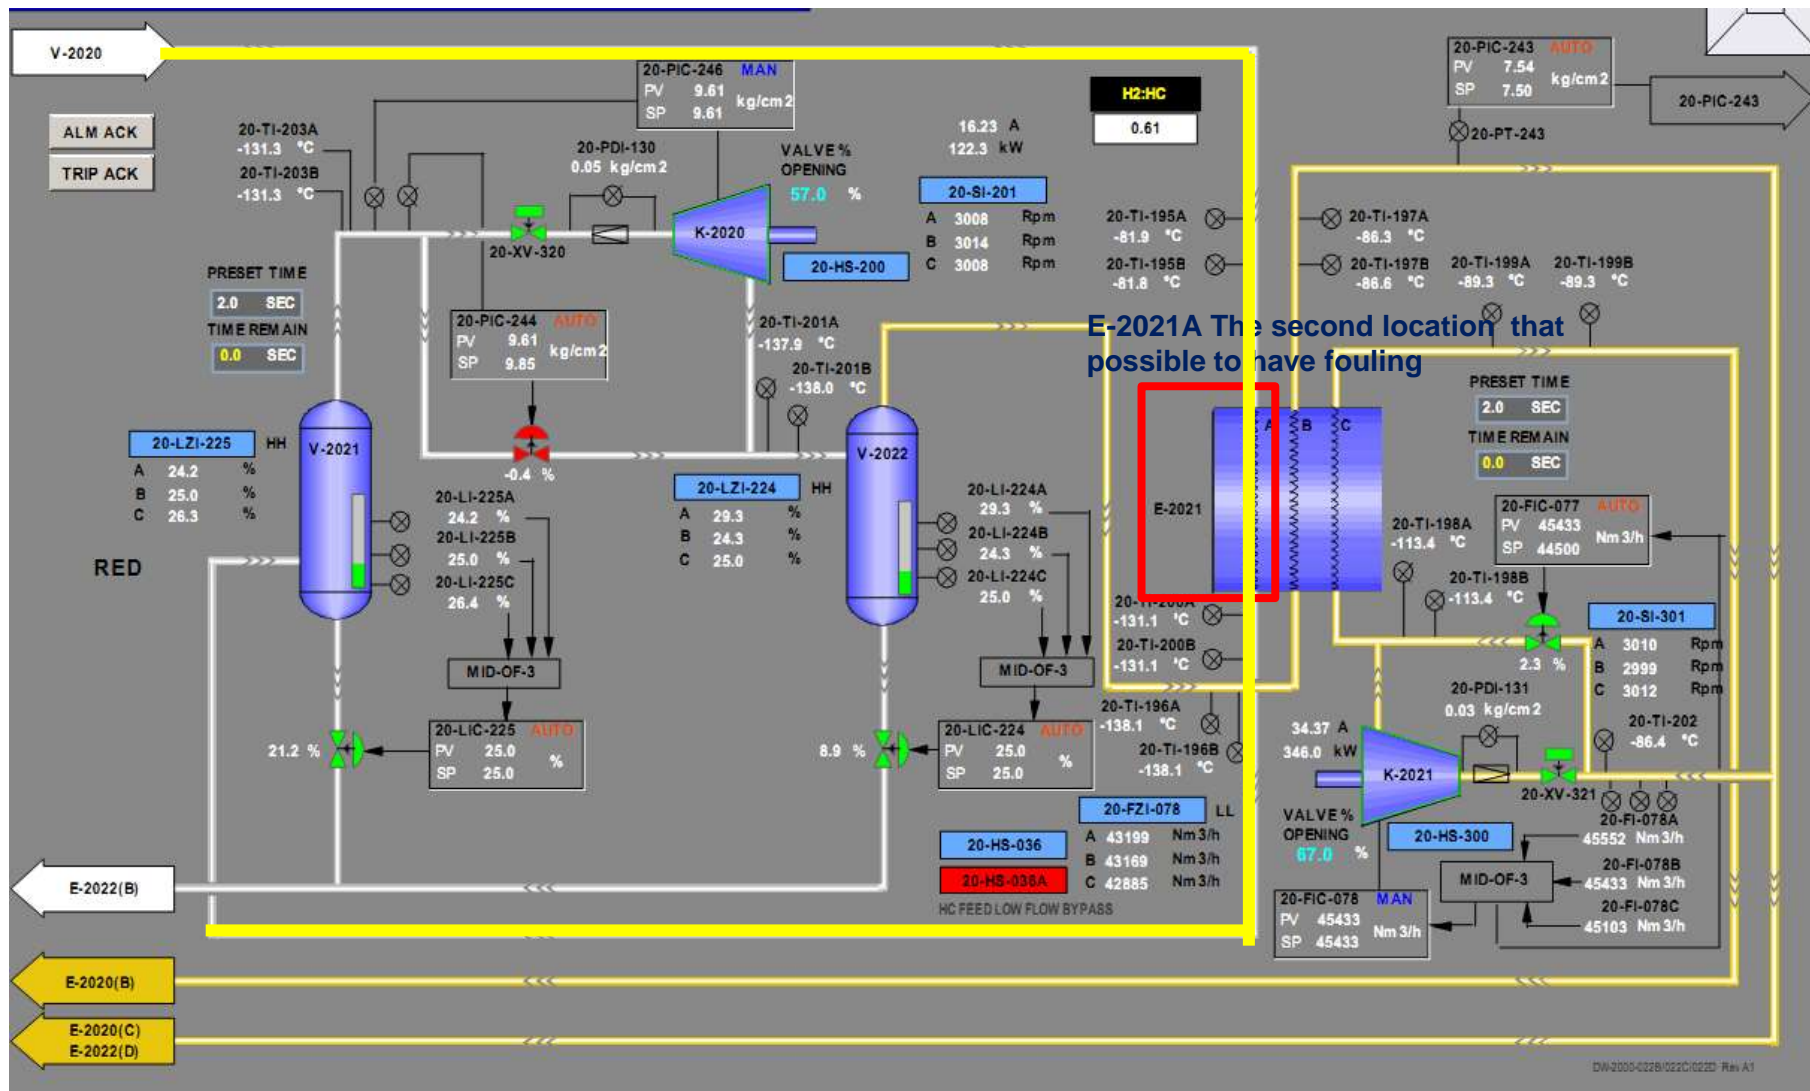 V-2020
ALM ACK
TRIP ACK
20-TI-203A
-131.3 °C
20-TI-203B
-131.3 °C
20-PIC-246 MAN
PV 9.61
kg/cm2
SP 9.61
20-PDI-130
0.05 kg/cm2
VALVE %
OPENING
57.0 %
K-2020
20-XV-320
20-HS-200
16.23 A
122.3 kW
20-SI-201
A 3008 Rpm
B 3014 Rpm
C 3008 Rpm
H2:HC
0.61
20-PIC-243 AUTO
PV 7.54
kg/cm2
SP 7.50
20-PIC-243
20-PT-243
20-TI-195A
-81.9 °C
20-TI-195B
-81.8 °C
20-TI-197A
-86.3 °C
20-TI-197B
-86.6 °C
20-TI-199A
-89.3 °C
20-TI-199B
-89.3 °C
PRESET TIME
2.0 SEC
TIME REMAIN
0.0 SEC
20-PIC-244 AUTO
PV 9.61
kg/cm2
SP 9.85
-0.4 %
20-TI-201A
-137.9 °C
20-TI-201B
-138.0 °C
E-2021A The second location that
possible to have fouling
PRESET TIME
2.0 SEC
TIME REMAIN
0.0 SEC
20-LZI-225 HH
A 24.2 %
B 25.0 %
C 26.3 %
V-2021
20-LI-225A
24.2 %
20-LI-225B
25.0 %
20-LI-225C
26.4 %
RED
MID-OF-3
20-LIC-225 AUTO
PV 25.0
%
SP 25.0
21.2 %
20-LZI-224 HH
A 29.3 %
B 24.3 %
C 25.0 %
V-2022
20-LI-224A
29.3 %
20-LI-224B
24.3 %
20-LI-224C
25.0 %
MID-OF-3
20-LIC-224 AUTO
PV 25.0
%
SP 25.0
8.9 %
E-2021
A B C
20-TI-200A
-131.1 °C
20-TI-200B
-131.1 °C
20-TI-196A
-138.1 °C
20-TI-196B
-138.1 °C
20-TI-198A
-113.4 °C
20-TI-198B
-113.4 °C
20-FIC-077 AUTO
PV 45433
Nm3/h
SP 44500
2.3 %
20-SI-301
A 3010 Rpm
B 2999 Rpm
C 3012 Rpm
20-PDI-131
0.03 kg/cm2
34.37 A
346.0 kW
K-2021
20-XV-321
20-TI-202
-86.4 °C
VALVE %
OPENING
67.0 %
20-HS-300
20-FI-078A
45552 Nm3/h
20-FI-078B
45433 Nm3/h
20-FI-078C
45103 Nm3/h
MID-OF-3
20-FIC-078 MAN
PV 45433
Nm3/h
SP 45433
20-FZI-078 LL
A 43199 Nm3/h
B 43169 Nm3/h
C 42885 Nm3/h
20-HS-036
20-HS-036A
HC FEED LOW FLOW BYPASS
E-2022(B)
E-2020(B)
E-2020(C)
E-2022(D)
DW-2000-022B/022C/022D Rev A1